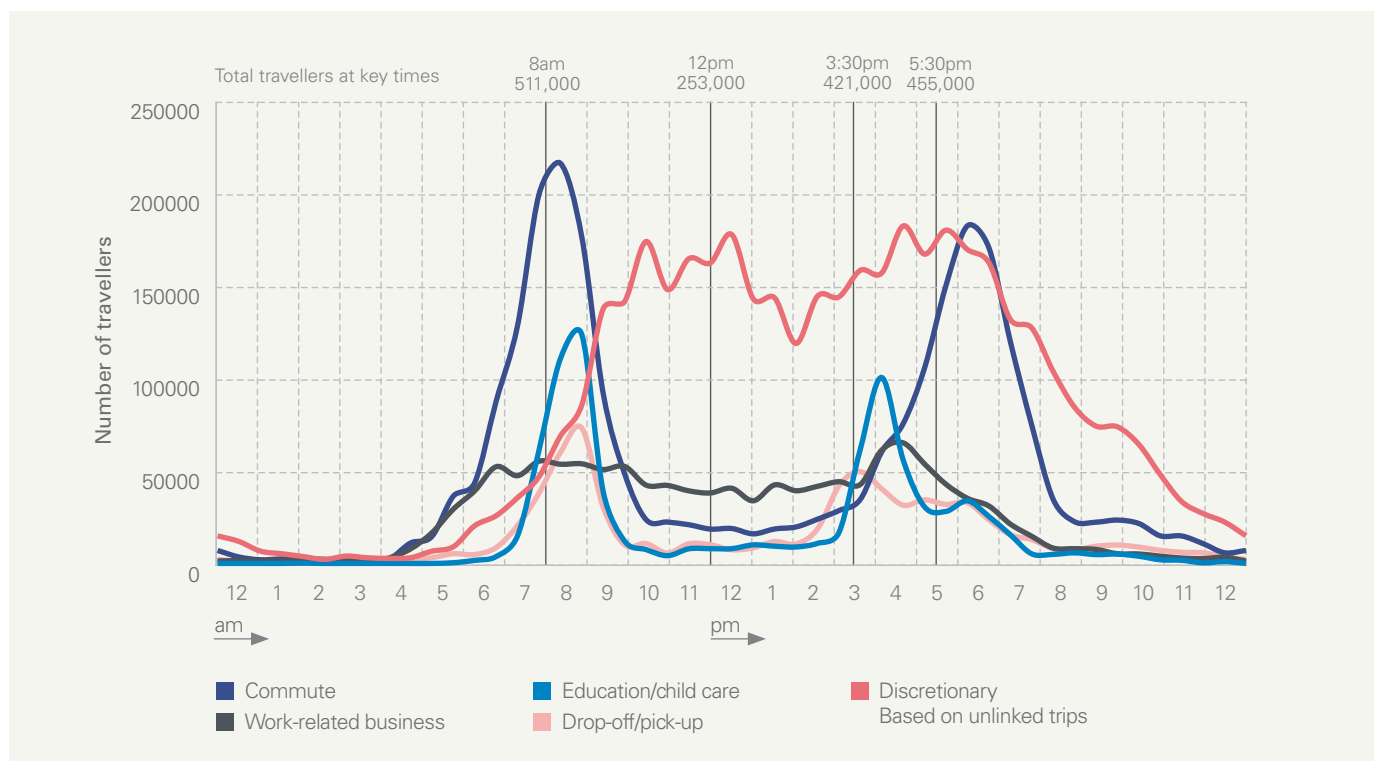 Total travellers at key times
8am
511,000
12pm
253,000
3:30pm
421,000
5:30pm
455,000
Number of travellers
250000
200000
150000
100000
50000
0
12 1 2 3 4 5 6 7 8 9 10 11 12 1 2 3 4 5 6 7 8 9 10 11 12
am
pm
Commute
Work-related business
Education/child care
Drop-off/pick-up
Discretionary
Based on unlinked trips